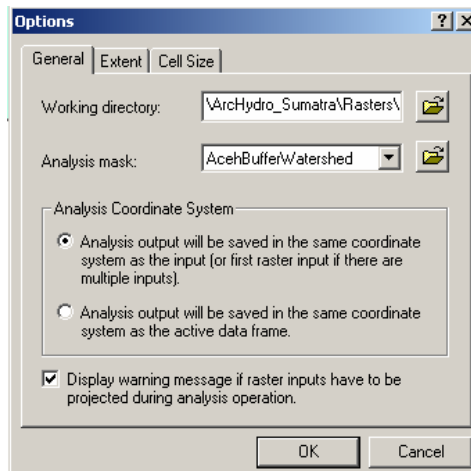 Options
General Extent Cell Size
Working directory: \ArcHydro_Sumatra\Rasters\
Analysis mask: AcehBufferWatershed
Analysis Coordinate System
Analysis output will be saved in the same coordinate
system as the input (or first raster input if there are
multiple inputs).
Analysis output will be saved in the same coordinate
system as the active data frame.
Display warning message if raster inputs have to be
projected during analysis operation.
OK Cancel